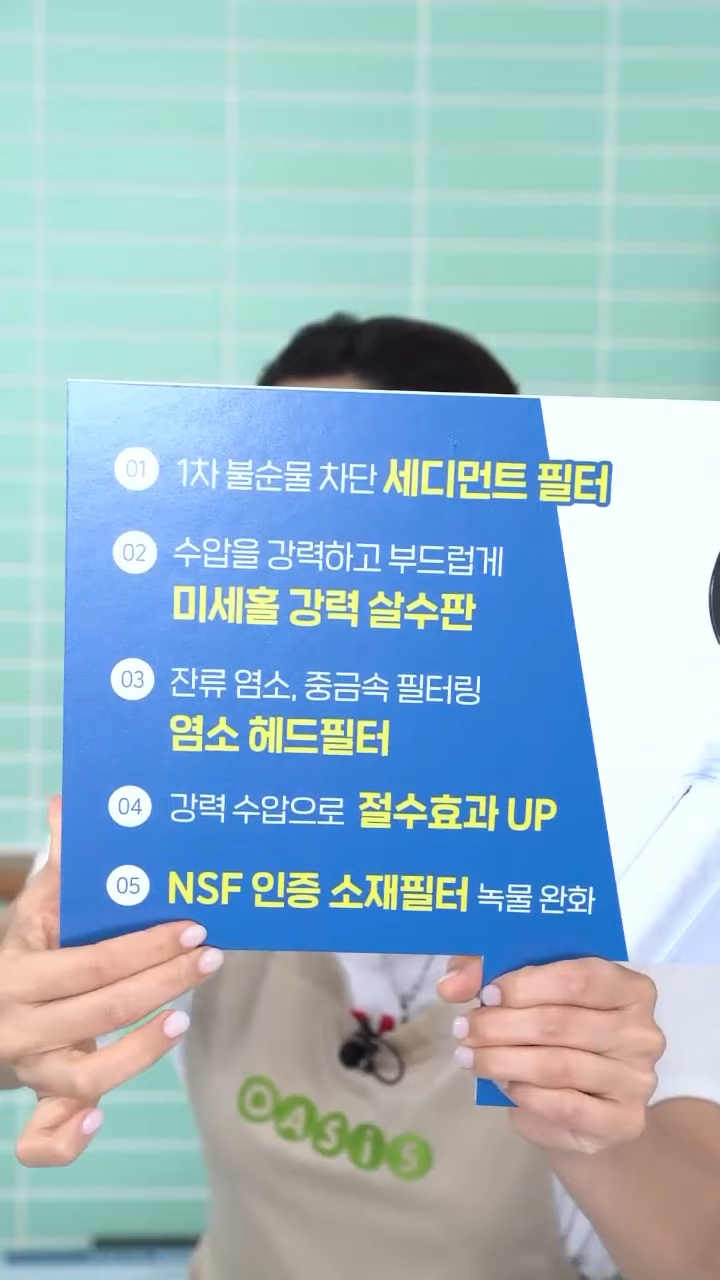 01 1차 불순물 차단 세디먼트 필터
02 수압을 강력하고 부드럽게
미세홀 강력 살수판
03 잔류 염소, 중금속 필터링
염소 헤드필터
04 강력 수압으로 절수효과 UP
05 NSF 인증 소재필터 녹물 완화
OASIS